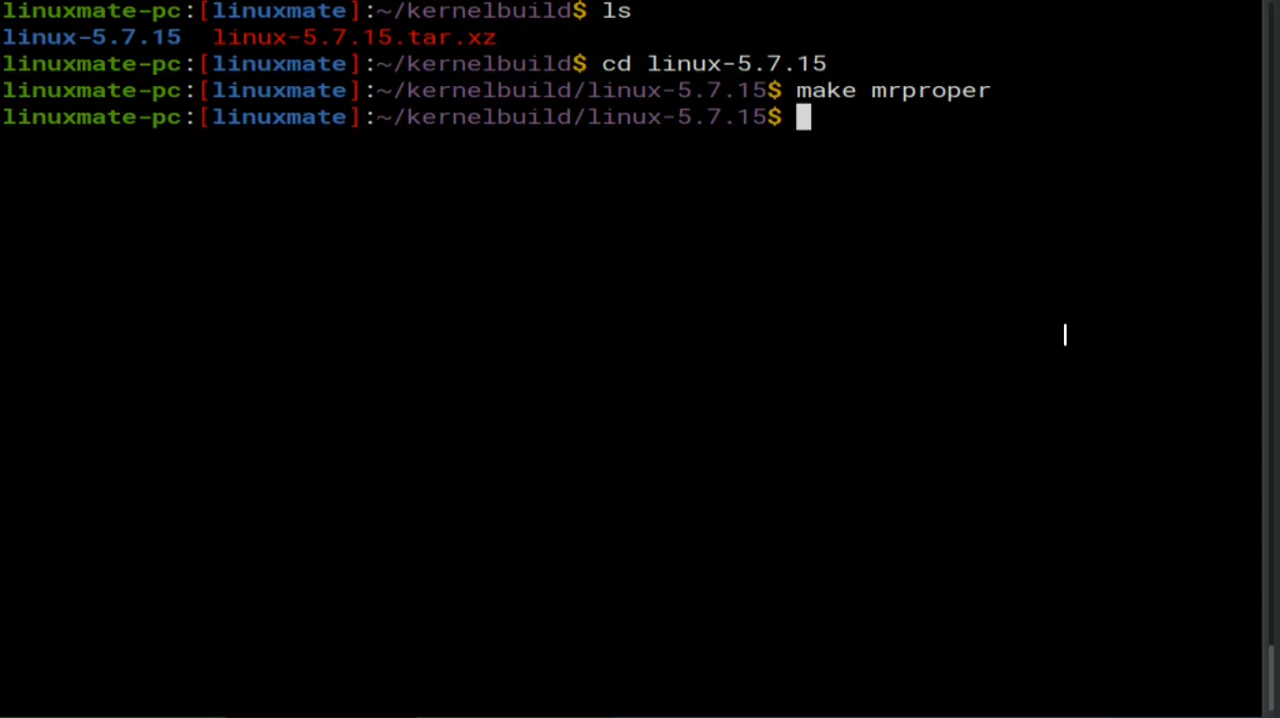 linuxmate-pc:[linuxmate]:~/kernelbuild$ ls
linux-5.7.15  linux-5.7.15.tar.xz
linuxmate-pc:[linuxmate]:~/kernelbuild$ cd linux-5.7.15
linuxmate-pc:[linuxmate]:~/kernelbuild/linux-5.7.15$ make mrproper
linuxmate-pc:[linuxmate]:~/kernelbuild/linux-5.7.15$